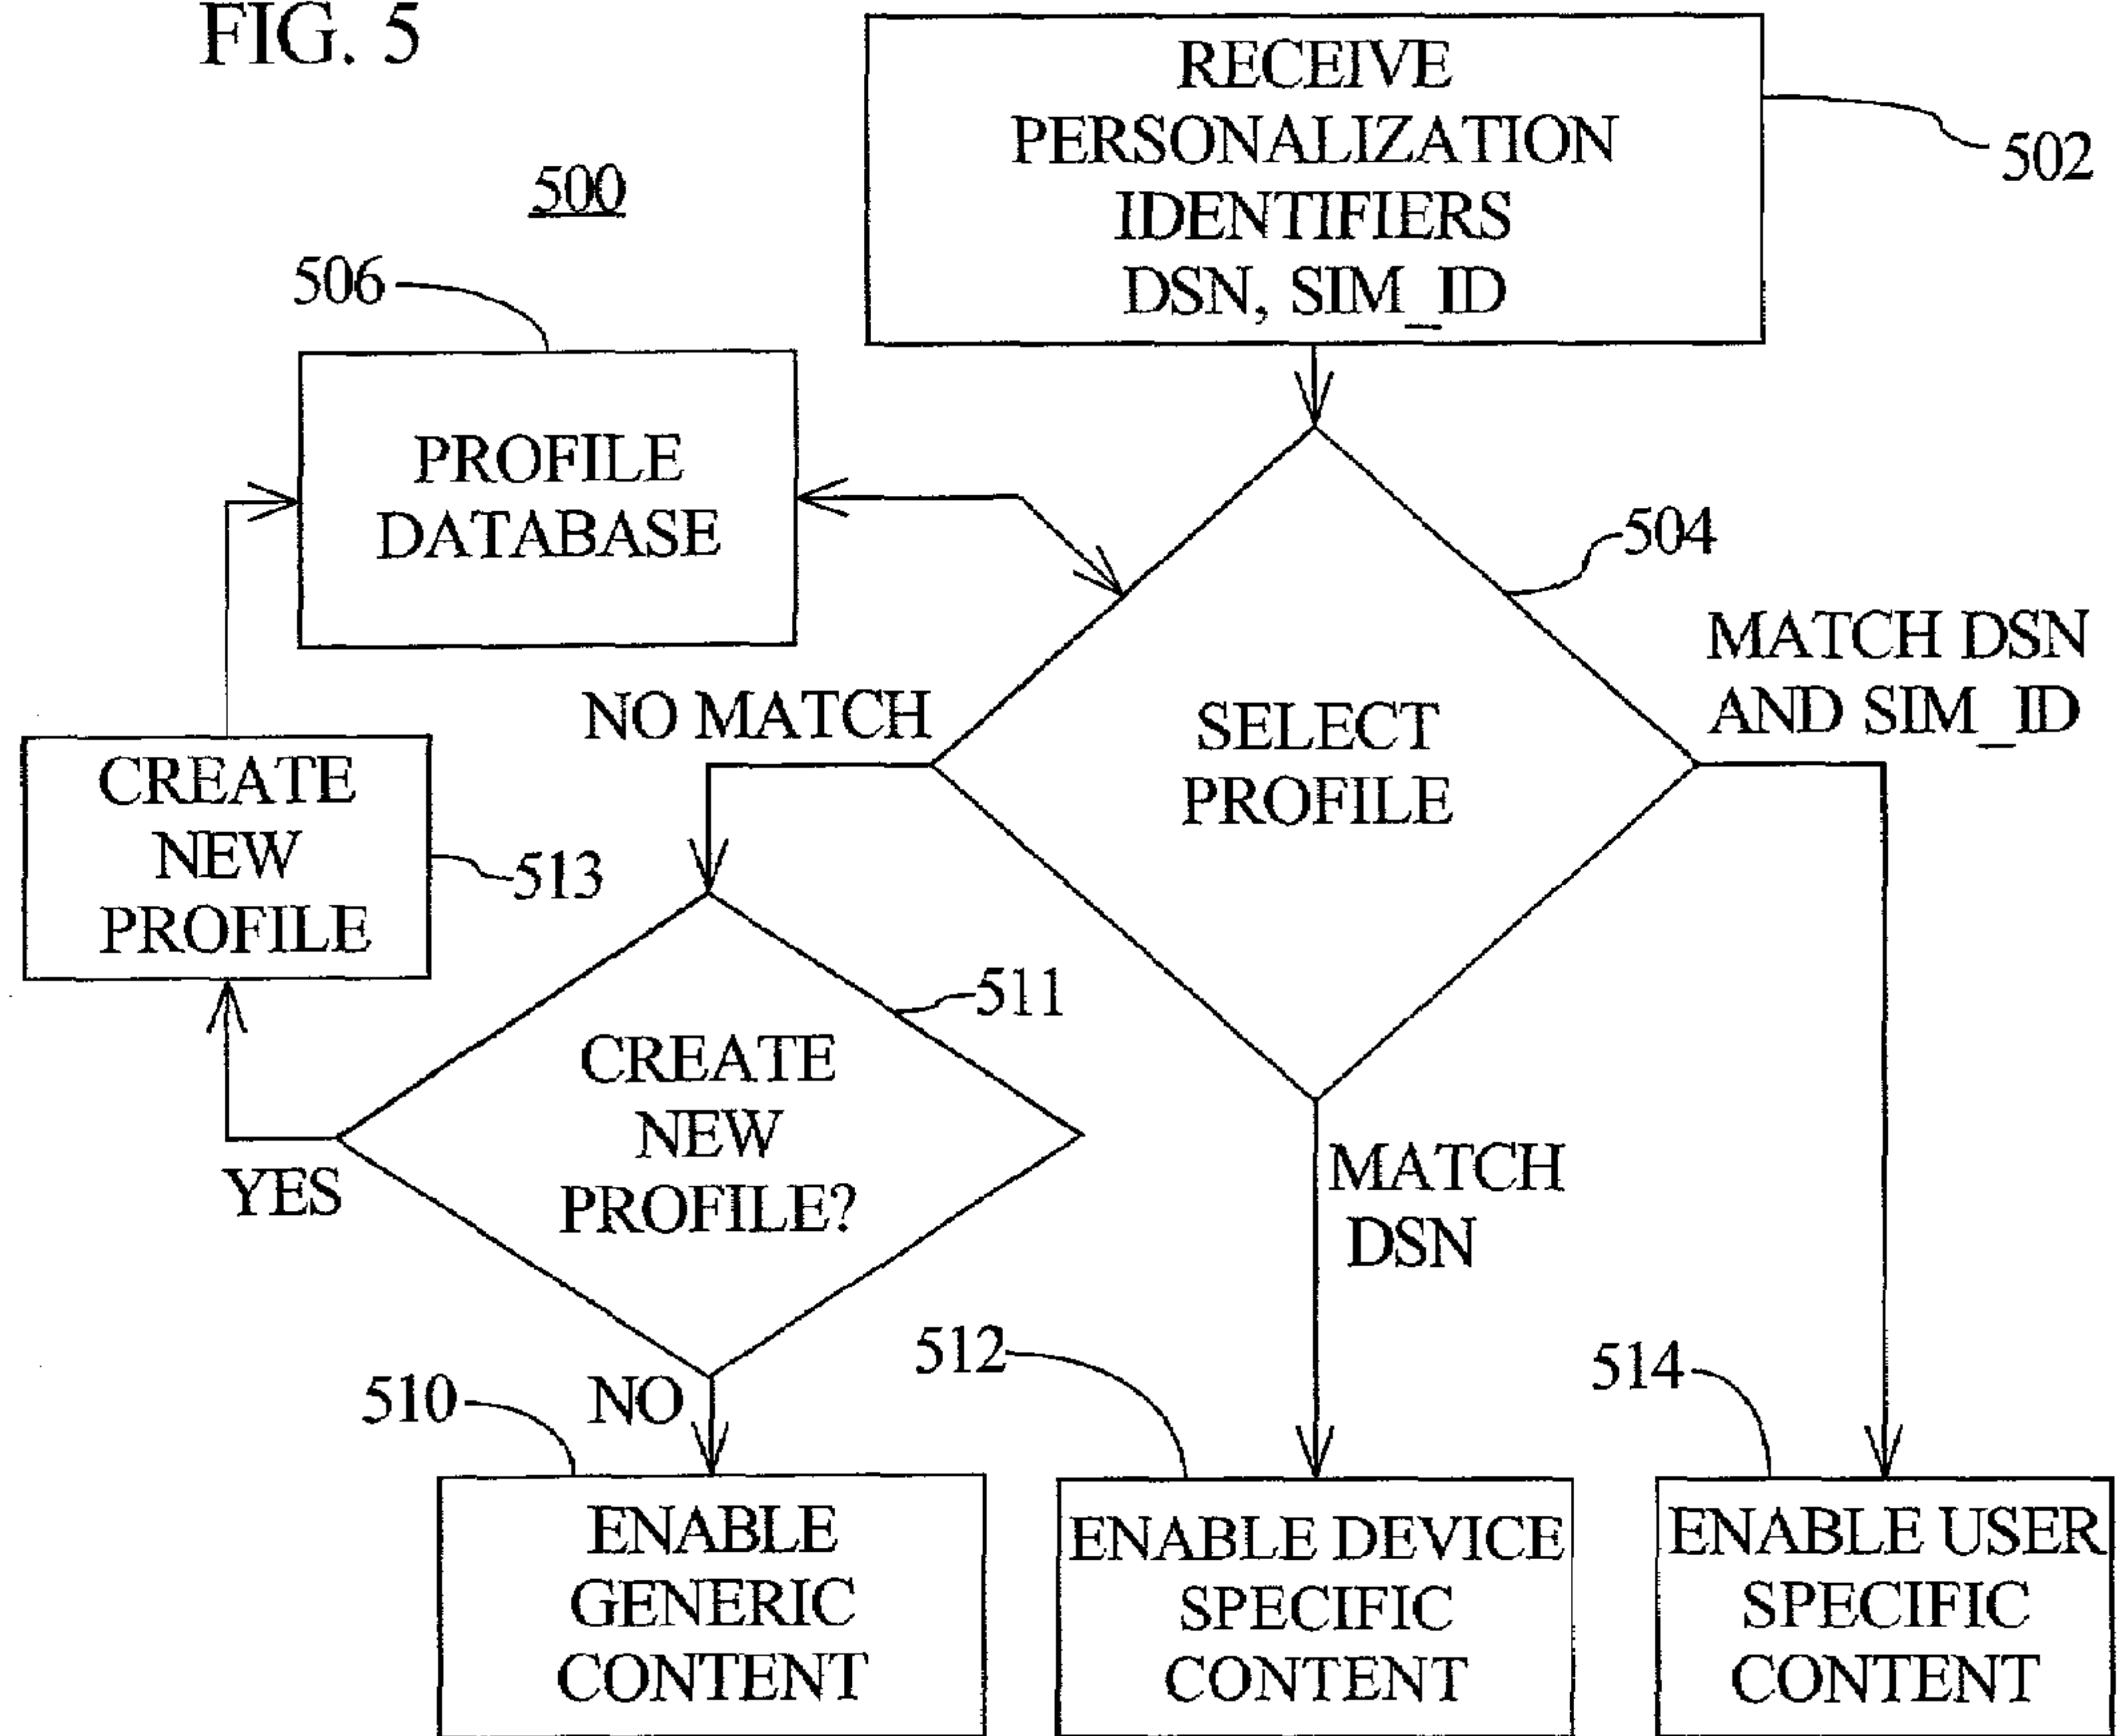 FIG. 5
500
RECEIVE
PERSONALIZATION
IDENTIFIERS
DSN, SIM_ID
502
506
PROFILE
DATABASE
504
SELECT
PROFILE
MATCH DSN
AND SIM_ID
NO MATCH
CREATE
NEW
PROFILE
513
511
CREATE
NEW
PROFILE?
YES
NO
MATCH
DSN
510
ENABLE
GENERIC
CONTENT
512
ENABLE DEVICE
SPECIFIC
CONTENT
514
ENABLE USER
SPECIFIC
CONTENT